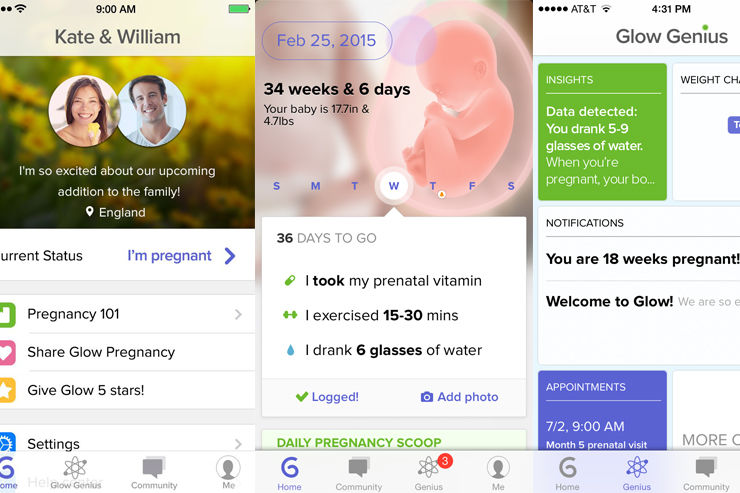 9:00 AM
Kate & William
I'm so excited about our upcoming
addition to the family!
England
urrent Status I'm pregnant
Pregnancy 101
Share Glow Pregnancy
Give Glow 5 stars!
Settings
Home Glow Genius Community Me
Feb 25, 2015
34 weeks & 6 days
Your baby is 17.7in &
4.7lbs
S M T W T F S
36 DAYS TO GO
I took my prenatal vitamin
I exercised 15-30 mins
I drank 6 glasses of water
Logged! Add photo
DAILY PREGNANCY SCOOP
3
Home Community Genius Me
AT&T 4:31 PM
Glow Genius
INSIGHTS
Data detected:
You drank 5-9
glasses of water.
When you're
pregnant, your bo...
WEIGHT CHA
T
NOTIFICATIONS
You are 18 weeks pregnant!
Welcome to Glow! We are so e
APPOINTMENTS
7/2, 9:00 AM
Month 5 prenatal visit
MORE C
Home Genius Community